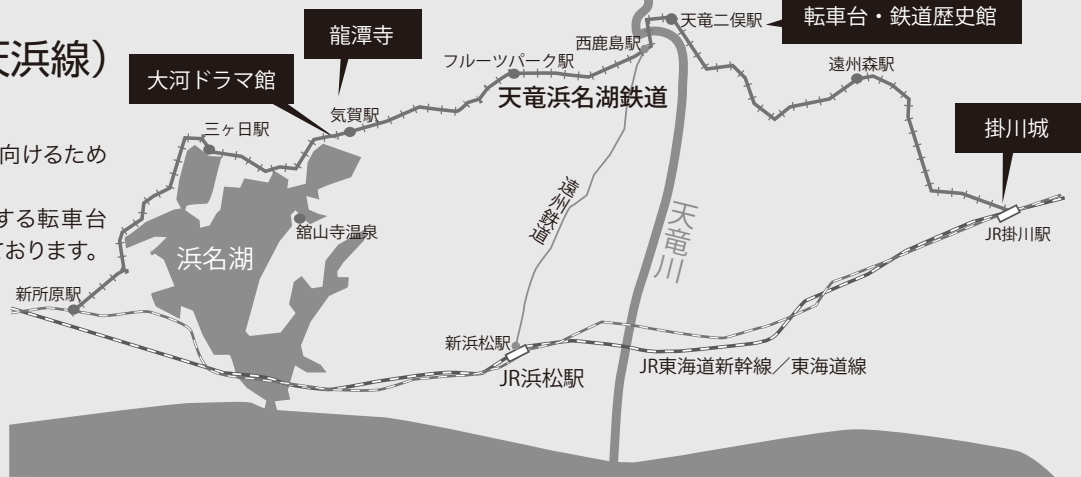 天浜線）
向けるため
する転車台
ております。
龍潭寺
大河ドラマ館
転車台・鉄道歴史館
掛川城
天竜二俣駅
西鹿島駅
フルーツパーク駅
天竜浜名湖鉄道
遠州森駅
気賀駅
三ヶ日駅
遠州鉄道
天竜川
舘山寺温泉
浜名湖
JR掛川駅
新所原駅
新浜松駅
JR浜松駅
JR東海道新幹線／東海道線